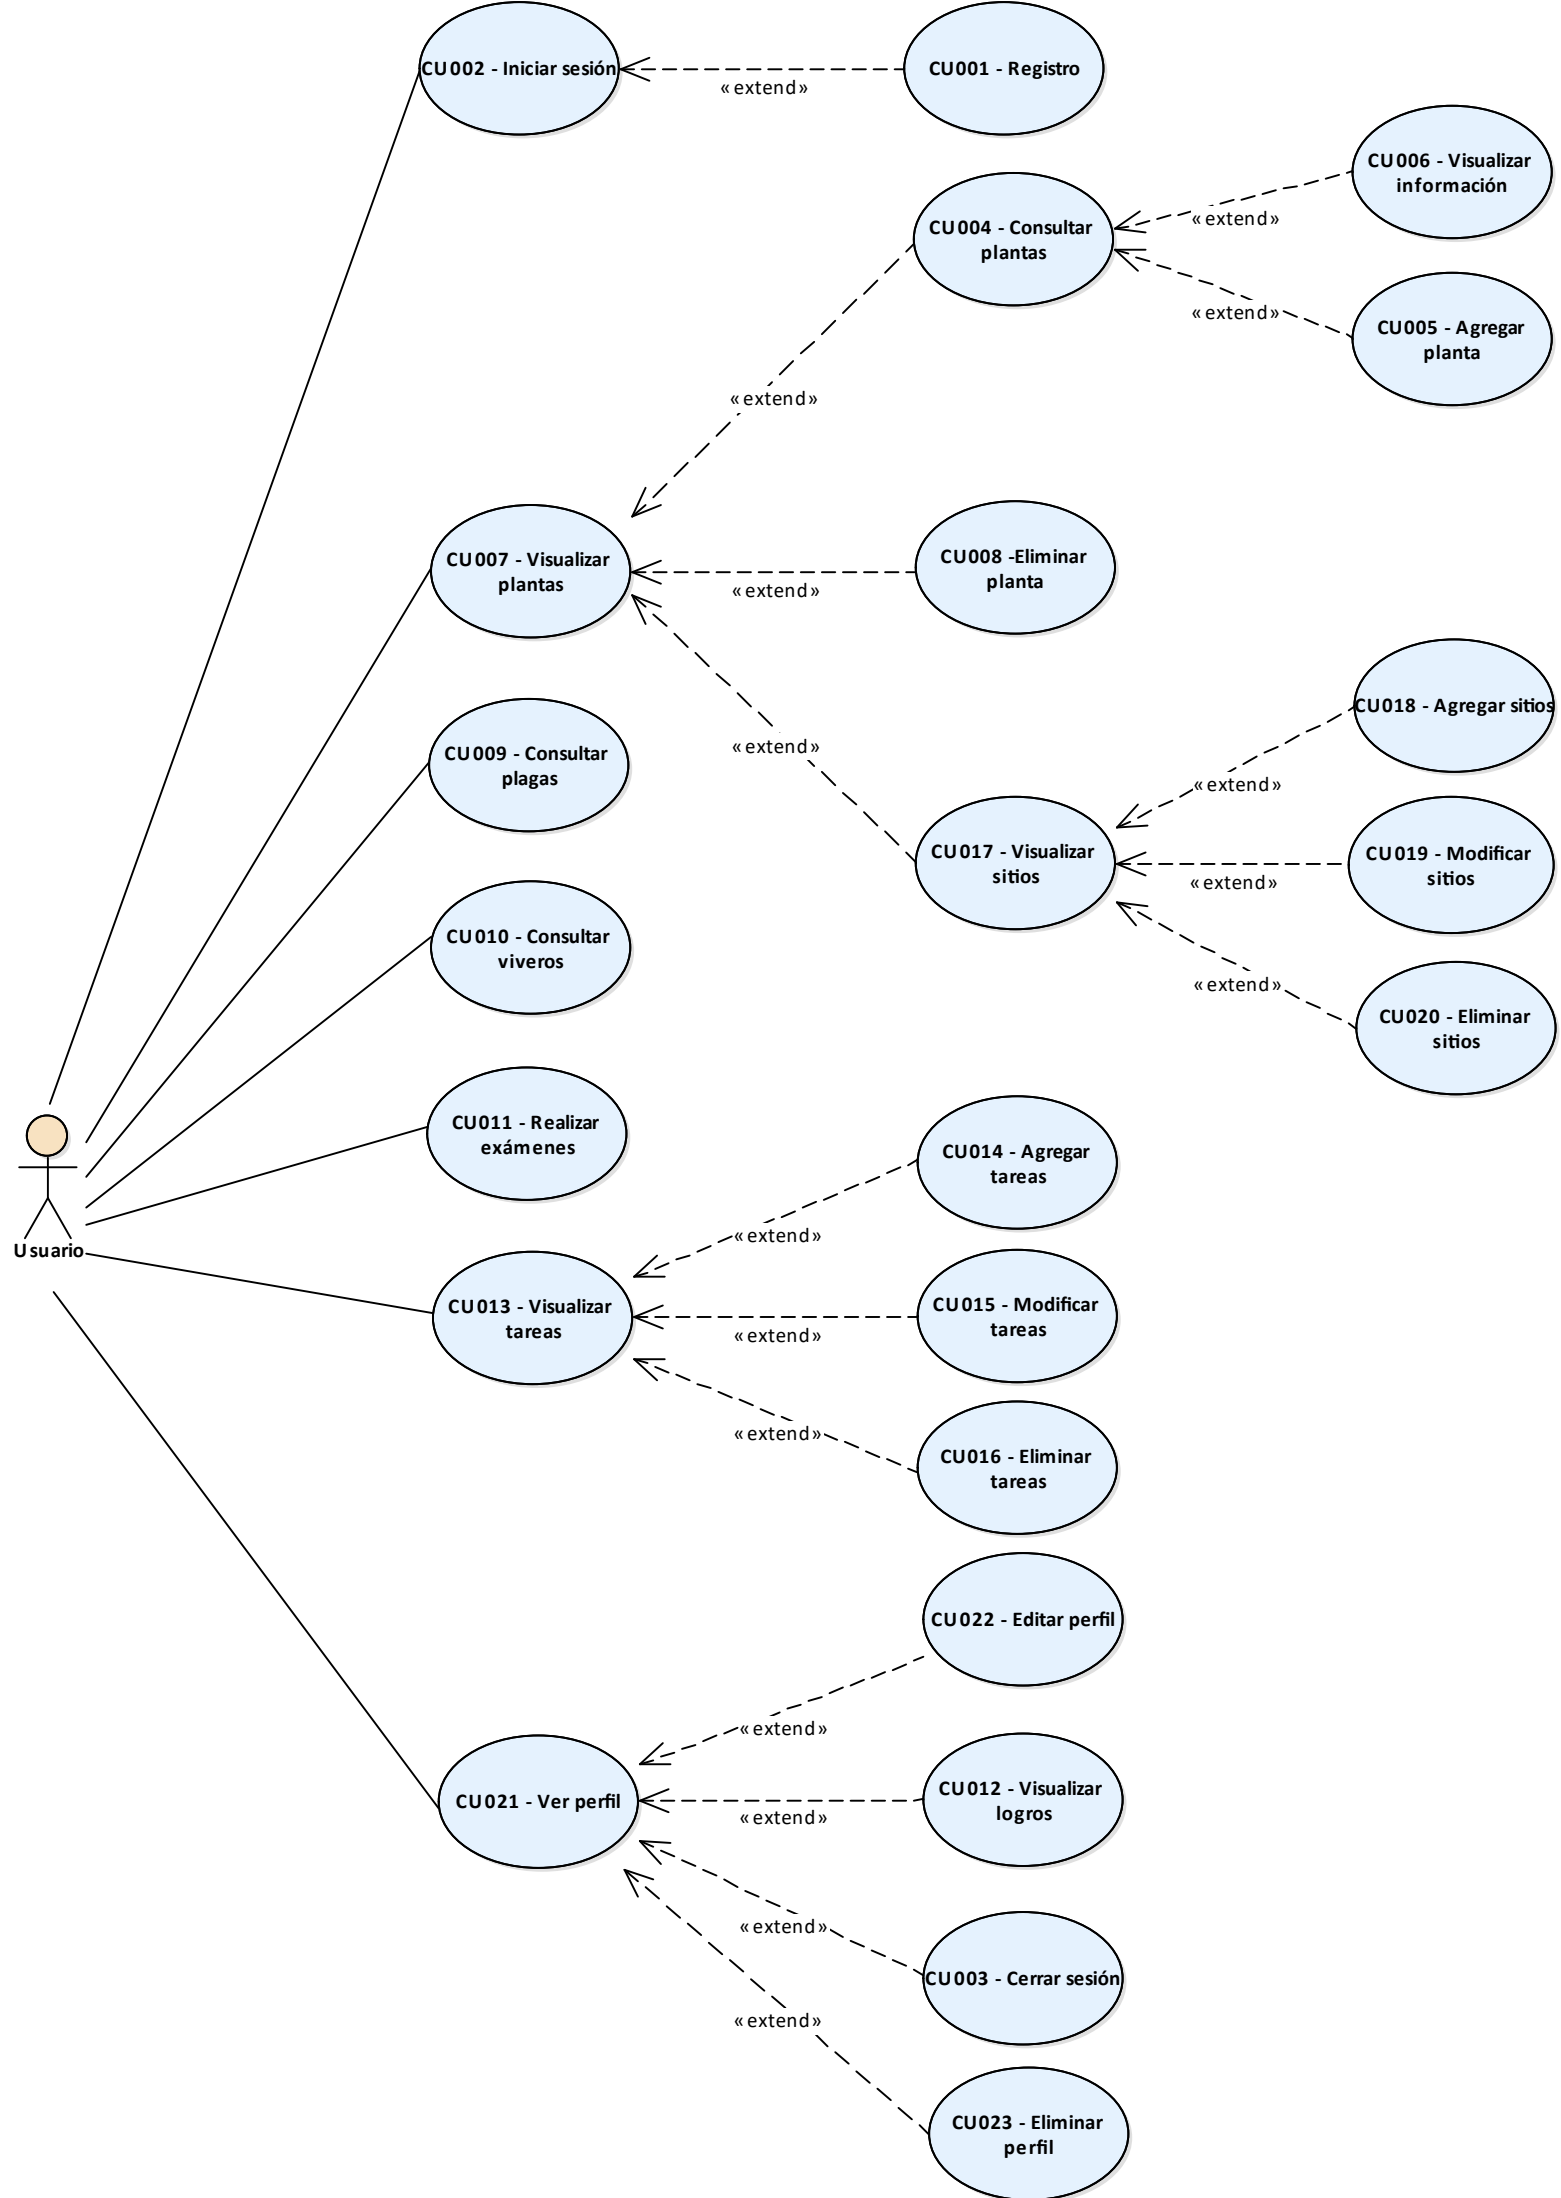 CU002 - Iniciar sesión
«extend»
CU001 - Registro
CU006 - Visualizar
información
«extend»
CU004 - Consultar
plantas
«extend»
CU005 - Agregar
planta
«extend»
CU007 - Visualizar
plantas
CU008 -Eliminar
planta
«extend»
CU018 - Agregar sitios
CU009 - Consultar
plagas
«extend»
«extend»
CU017 - Visualizar
sitios
CU019 - Modificar
sitios
«extend»
CU010 - Consultar
viveros
«extend»
CU020 - Eliminar
sitios
CU011 - Realizar
exámenes
CU014 - Agregar
tareas
«extend»
Usuario
CU013 - Visualizar
tareas
CU015 - Modificar
tareas
«extend»
«extend»
CU016 - Eliminar
tareas
CU022 - Editar perfil
«extend»
CU021 - Ver perfil
CU012 - Visualizar
logros
«extend»
«extend»
CU003 - Cerrar sesión
«extend»
CU023 - Eliminar
perfil